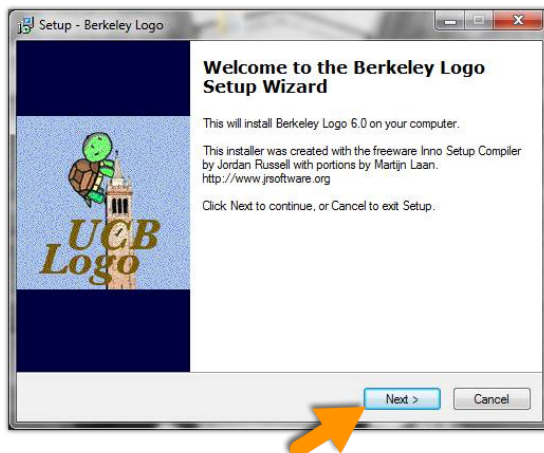 Setup - Berkeley Logo
Welcome to the Berkeley Logo
Setup Wizard
This will install Berkeley Logo 6.0 on your computer.
This installer was created with the freeware Inno Setup Compiler
by Jordan Russell with portions by Martijn Laan.
http://www.jrsoftware.org
Click Next to continue, or Cancel to exit Setup.
UCB
Logo
Next >
Cancel